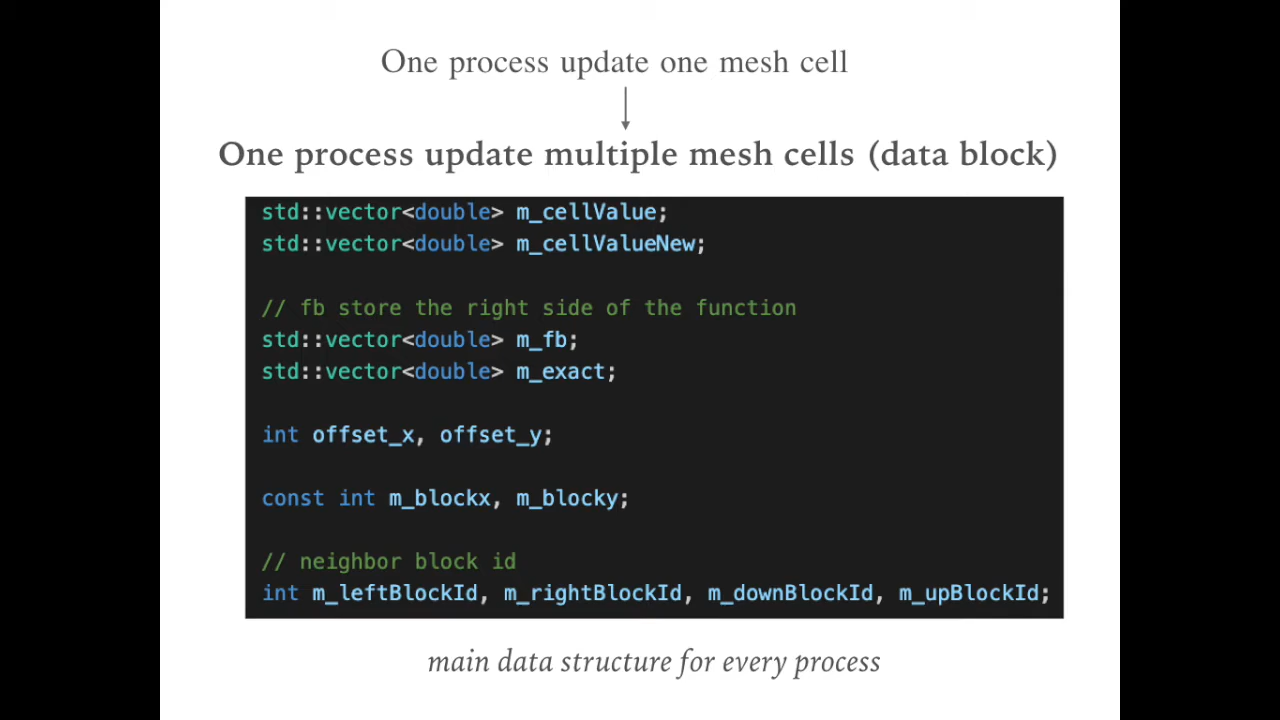 One process update one mesh cell
One process update multiple mesh cells (data block)
std::vector<double> m_cellValue;
std::vector<double> m_cellValueNew;
// fb store the right side of the function
std::vector<double> m_fb;
std::vector<double> m_exact;
int offset_x, offset_y;
const int m_blockx, m_blocky;
// neighbor block id
int m_leftBlockId, m_rightBlockId, m_downBlockId, m_upBlockId;
main data structure for every process